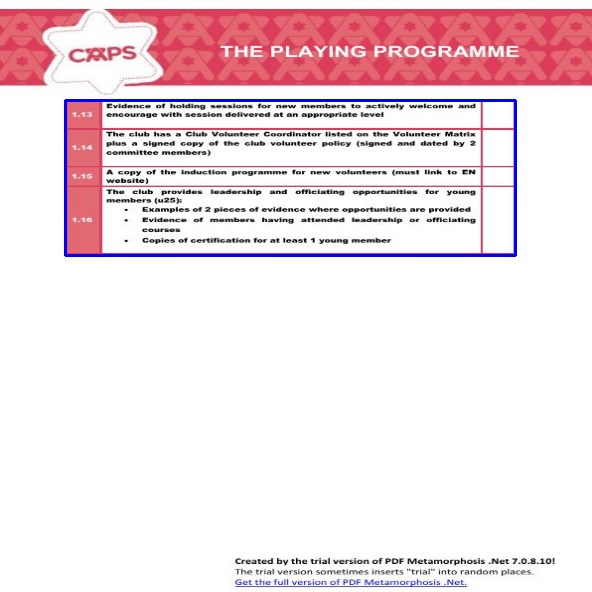 CAPS
THE PLAYING PROGRAMME
1.13
Evidence of holding sessions for new members to actively welcome and
encourage with session delivered at an appropriate level
1.14
The club has a Club Volunteer Coordinator listed on the Volunteer Matrix
plus a signed copy of the club volunteer policy (signed and dated by 2
committee members)
1.15
A copy of the induction programme for new volunteers (must link to EN
website)
1.16
The club provides leadership and officiating opportunities for young
members (u25):
• Examples of 2 pieces of evidence where opportunities are provided
• Evidence of members having attended leadership or officiating
courses
• Copies of certification for at least 1 young member
Created by the trial version of PDF Metamorphosis .Net 7.0.8.10!
The trial version sometimes inserts "trial" into random places.
Get the full version of PDF Metamorphosis .Net.